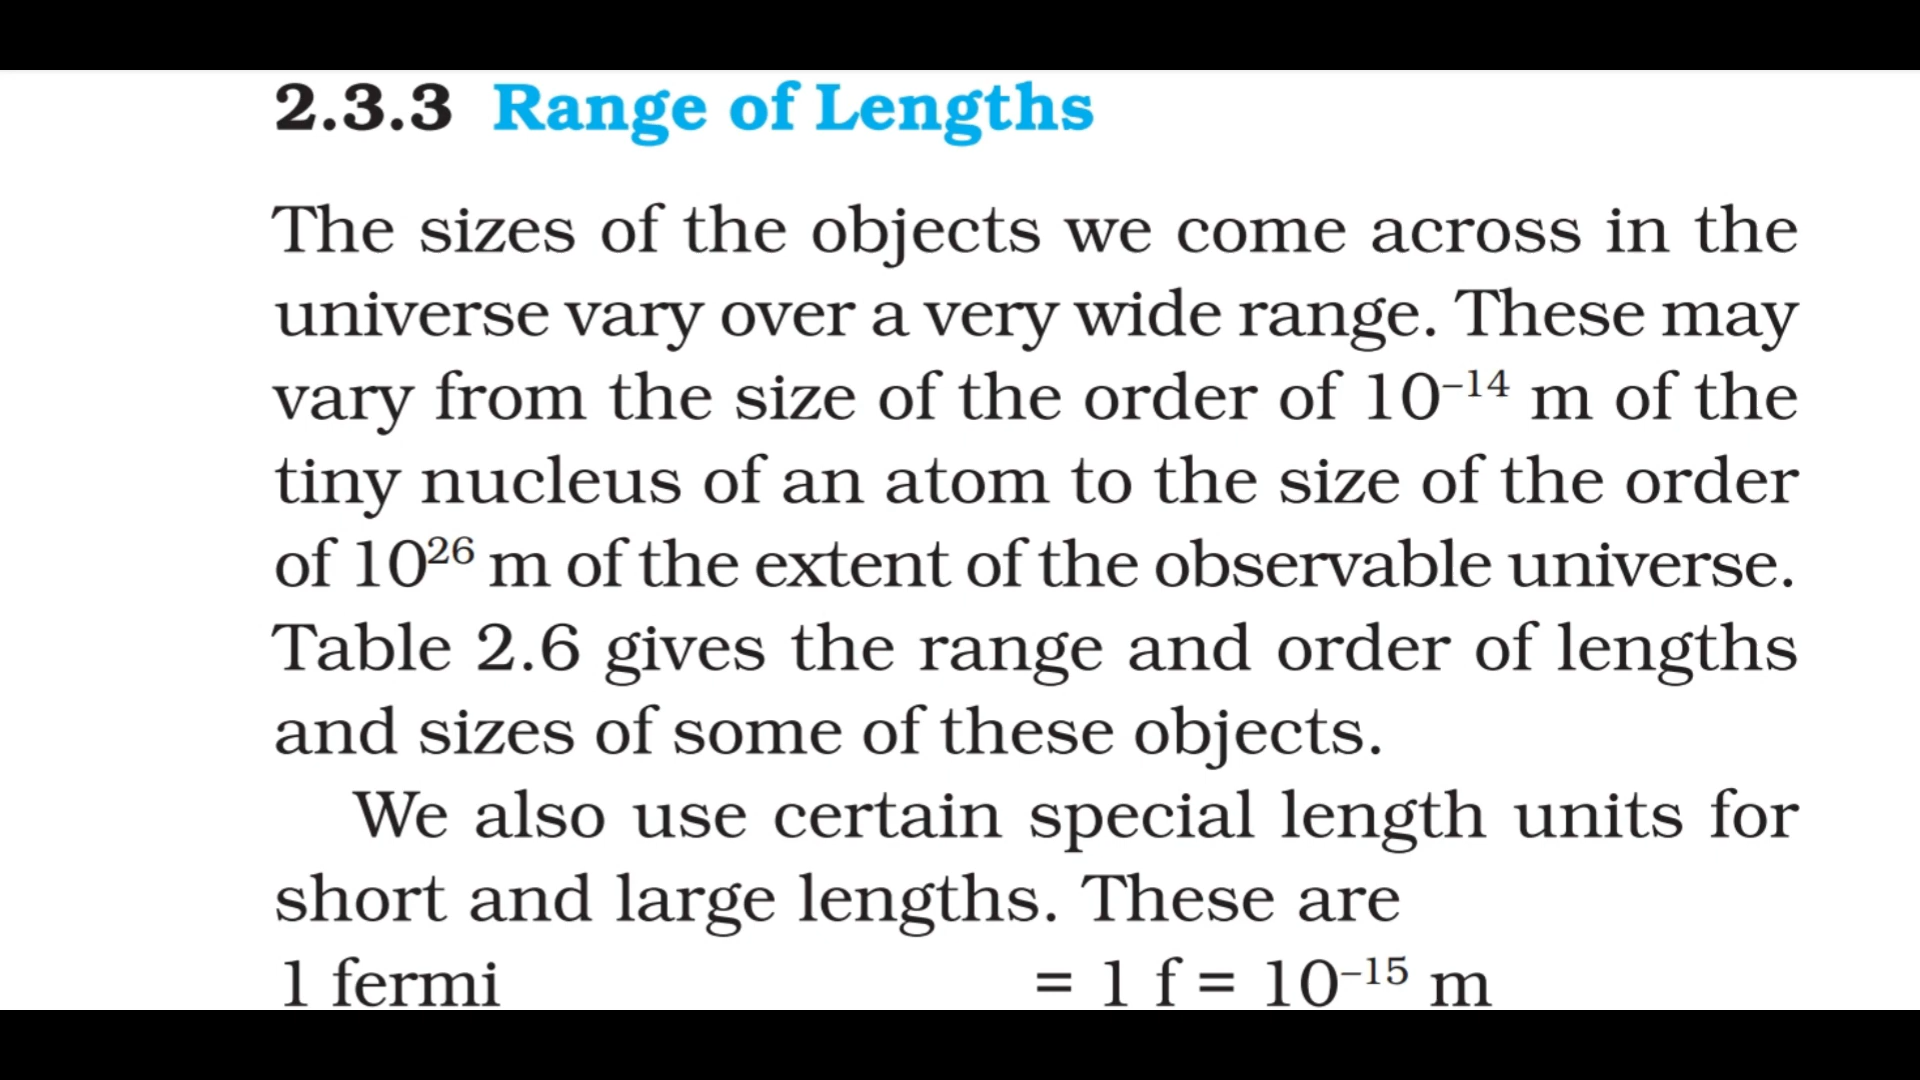 2.3.3 Range of Lengths
The sizes of the objects we come across in the
universe vary over a very wide range. These may
vary from the size of the order of 10⁻¹⁴ m of the
tiny nucleus of an atom to the size of the order
of 10²⁶ m of the extent of the observable universe.
Table 2.6 gives the range and order of lengths
and sizes of some of these objects.
We also use certain special length units for
short and large lengths. These are
1 fermi = 1 f = 10⁻¹⁵ m